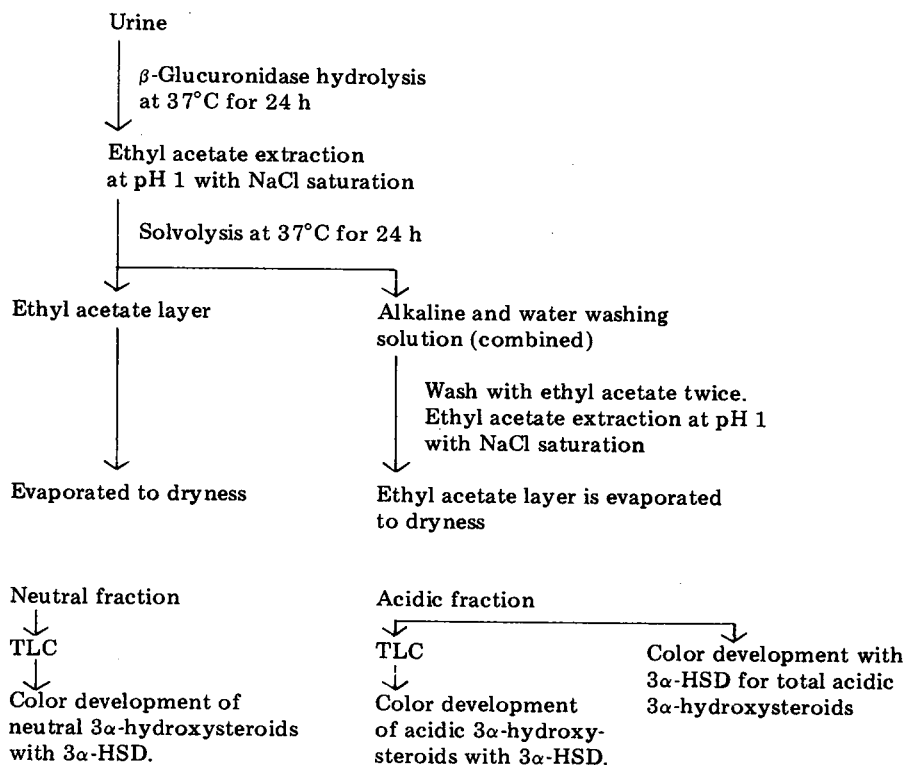 Urine
β-Glucuronidase hydrolysis
at 37°C for 24 h
Ethyl acetate extraction
at pH 1 with NaCl saturation
Solvolysis at 37°C for 24 h
Ethyl acetate layer
Alkaline and water washing
solution (combined)
Wash with ethyl acetate twice.
Ethyl acetate extraction at pH 1
with NaCl saturation
Evaporated to dryness
Ethyl acetate layer is evaporated
to dryness
Neutral fraction
TLC
Color development of
neutral 3α-hydroxysteroids
with 3α-HSD.
Acidic fraction
TLC
Color development
of acidic 3α-hydroxy-
steroids with 3α-HSD.
Color development with
3α-HSD for total acidic
3α-hydroxysteroids